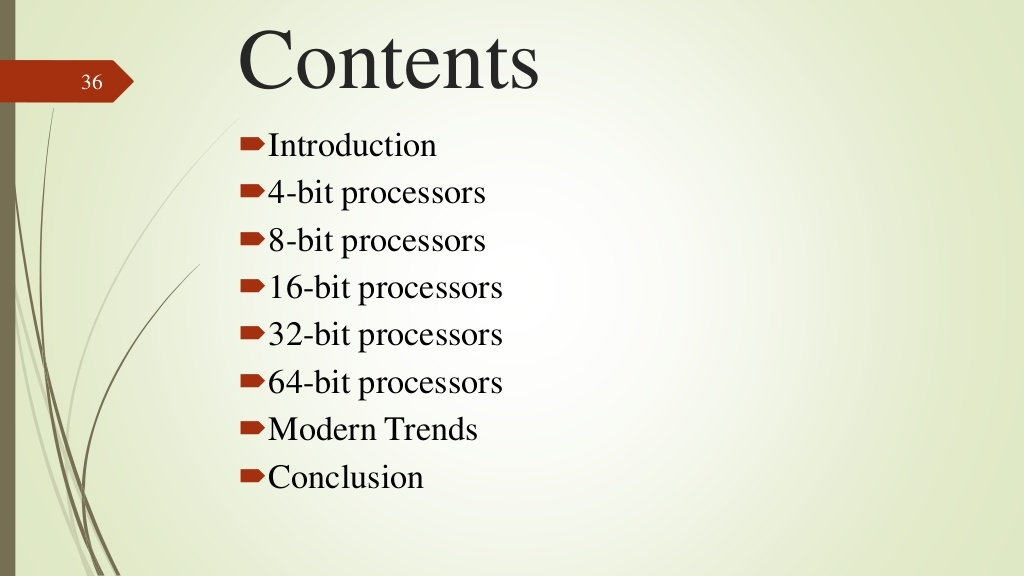 36
Contents
Introduction
4-bit processors
8-bit processors
16-bit processors
32-bit processors
64-bit processors
Modern Trends
Conclusion